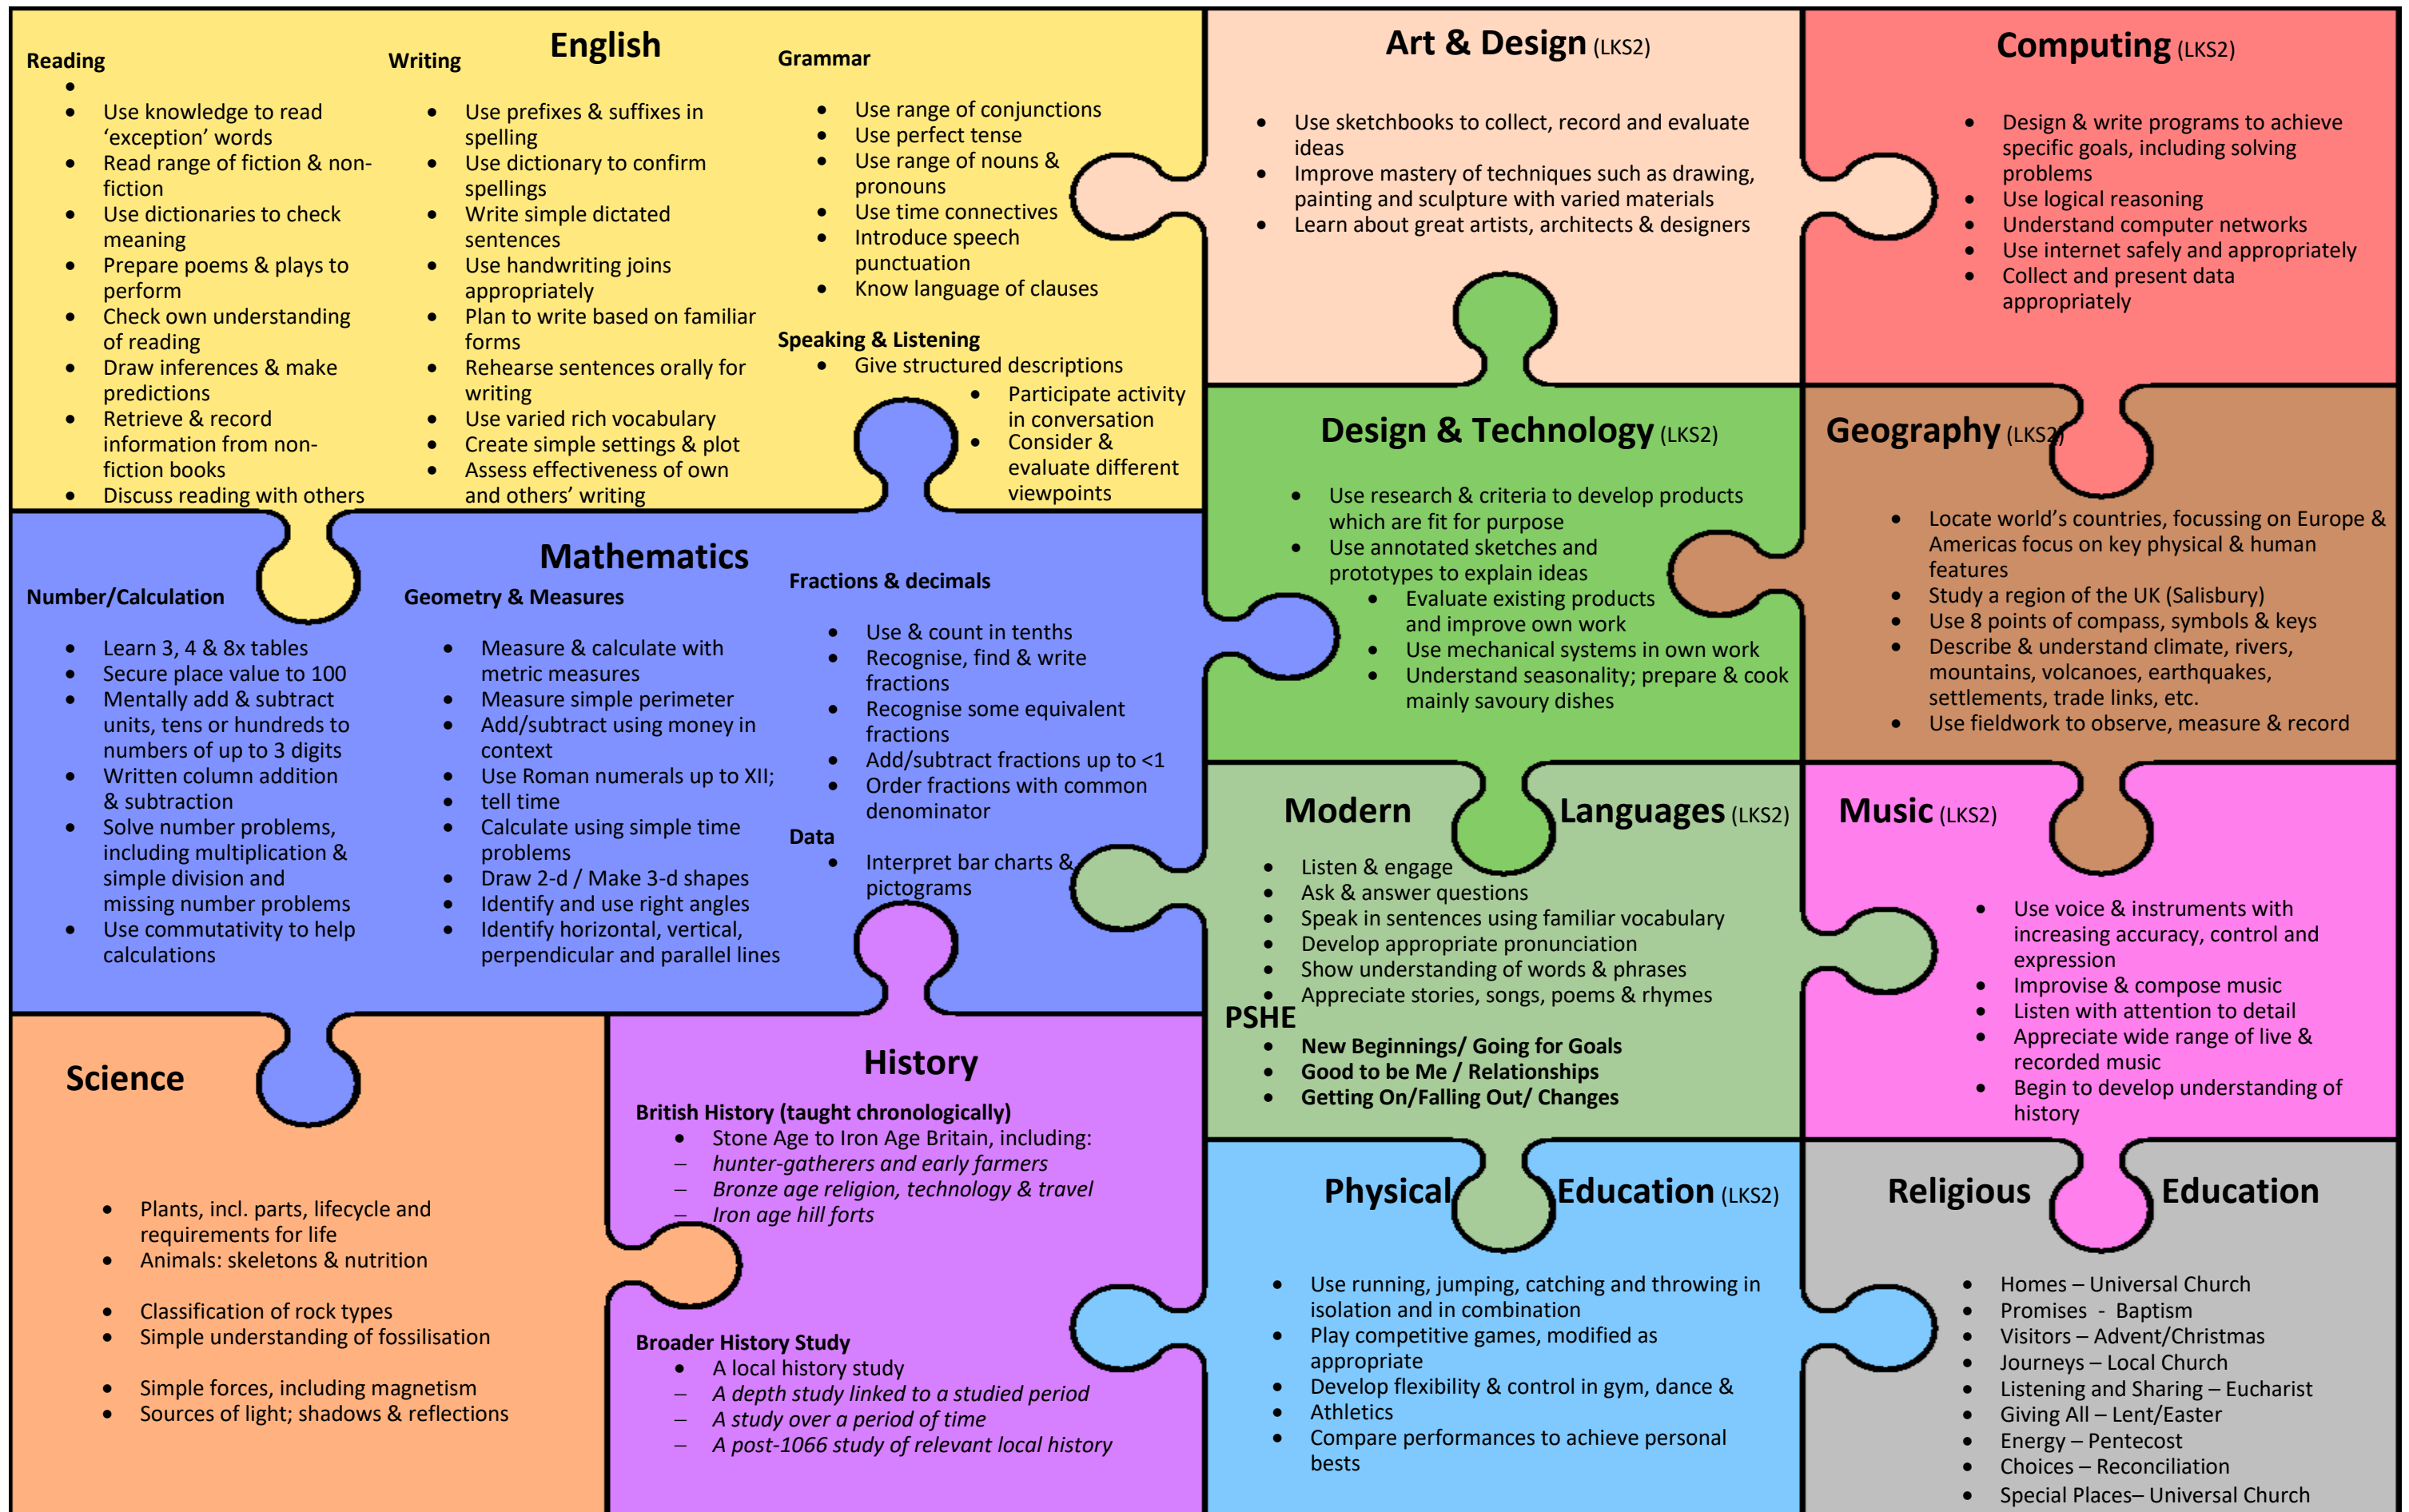 English
Reading
•
• Use knowledge to read
‘exception’ words
• Read range of fiction & non-
fiction
• Use dictionaries to check
meaning
• Prepare poems & plays to
perform
• Check own understanding
of reading
• Draw inferences & make
predictions
• Retrieve & record
information from non-
fiction books
• Discuss reading with others
Writing
• Use prefixes & suffixes in
spelling
• Use dictionary to confirm
spellings
• Write simple dictated
sentences
• Use handwriting joins
appropriately
• Plan to write based on familiar
forms
• Rehearse sentences orally for
writing
• Use varied rich vocabulary
• Create simple settings & plot
• Assess effectiveness of own
and others’ writing
Grammar
• Use range of conjunctions
• Use perfect tense
• Use range of nouns &
pronouns
• Use time connectives
• Introduce speech
punctuation
• Know language of clauses
Speaking & Listening
• Give structured descriptions
• Participate activity
in conversation
• Consider &
evaluate different
viewpoints
Art & Design (LKS2)
• Use sketchbooks to collect, record and evaluate
ideas
• Improve mastery of techniques such as drawing,
painting and sculpture with varied materials
• Learn about great artists, architects & designers
Computing (LKS2)
• Design & write programs to achieve
specific goals, including solving
problems
• Use logical reasoning
• Understand computer networks
• Use internet safely and appropriately
• Collect and present data
appropriately
Mathematics
Number/Calculation
• Learn 3, 4 & 8x tables
• Secure place value to 100
• Mentally add & subtract
units, tens or hundreds to
numbers of up to 3 digits
• Written column addition
& subtraction
• Solve number problems,
including multiplication &
simple division and
missing number problems
• Use commutativity to help
calculations
Geometry & Measures
• Measure & calculate with
metric measures
• Measure simple perimeter
• Add/subtract using money in
context
• Use Roman numerals up to XII;
• tell time
• Calculate using simple time
problems
• Draw 2-d / Make 3-d shapes
• Identify and use right angles
• Identify horizontal, vertical,
perpendicular and parallel lines
Fractions & decimals
• Use & count in tenths
• Recognise, find & write
fractions
• Recognise some equivalent
fractions
• Add/subtract fractions up to <1
• Order fractions with common
denominator
Data
• Interpret bar charts &
pictograms
Design & Technology (LKS2)
• Use research & criteria to develop products
which are fit for purpose
• Use annotated sketches and
prototypes to explain ideas
• Evaluate existing products
and improve own work
• Use mechanical systems in own work
• Understand seasonality; prepare & cook
mainly savoury dishes
Geography (LKS2)
• Locate world’s countries, focussing on Europe &
Americas focus on key physical & human
features
• Study a region of the UK (Salisbury)
• Use 8 points of compass, symbols & keys
• Describe & understand climate, rivers,
mountains, volcanoes, earthquakes,
settlements, trade links, etc.
• Use fieldwork to observe, measure & record
Modern Languages (LKS2)
• Listen & engage
• Ask & answer questions
• Speak in sentences using familiar vocabulary
• Develop appropriate pronunciation
• Show understanding of words & phrases
• Appreciate stories, songs, poems & rhymes
PSHE
• New Beginnings/ Going for Goals
• Good to be Me / Relationships
• Getting On/Falling Out/ Changes
Music (LKS2)
• Use voice & instruments with
increasing accuracy, control and
expression
• Improvise & compose music
• Listen with attention to detail
• Appreciate wide range of live &
recorded music
• Begin to develop understanding of
history
Science
• Plants, incl. parts, lifecycle and
requirements for life
• Animals: skeletons & nutrition
• Classification of rock types
• Simple understanding of fossilisation
• Simple forces, including magnetism
• Sources of light; shadows & reflections
History
British History (taught chronologically)
• Stone Age to Iron Age Britain, including:
– hunter-gatherers and early farmers
– Bronze age religion, technology & travel
– Iron age hill forts
Broader History Study
• A local history study
– A depth study linked to a studied period
– A study over a period of time
– A post-1066 study of relevant local history
Physical Education (LKS2)
• Use running, jumping, catching and throwing in
isolation and in combination
• Play competitive games, modified as
appropriate
• Develop flexibility & control in gym, dance &
• Athletics
• Compare performances to achieve personal
bests
Religious Education
• Homes – Universal Church
• Promises - Baptism
• Visitors – Advent/Christmas
• Journeys – Local Church
• Listening and Sharing – Eucharist
• Giving All – Lent/Easter
• Energy – Pentecost
• Choices – Reconciliation
• Special Places– Universal Church